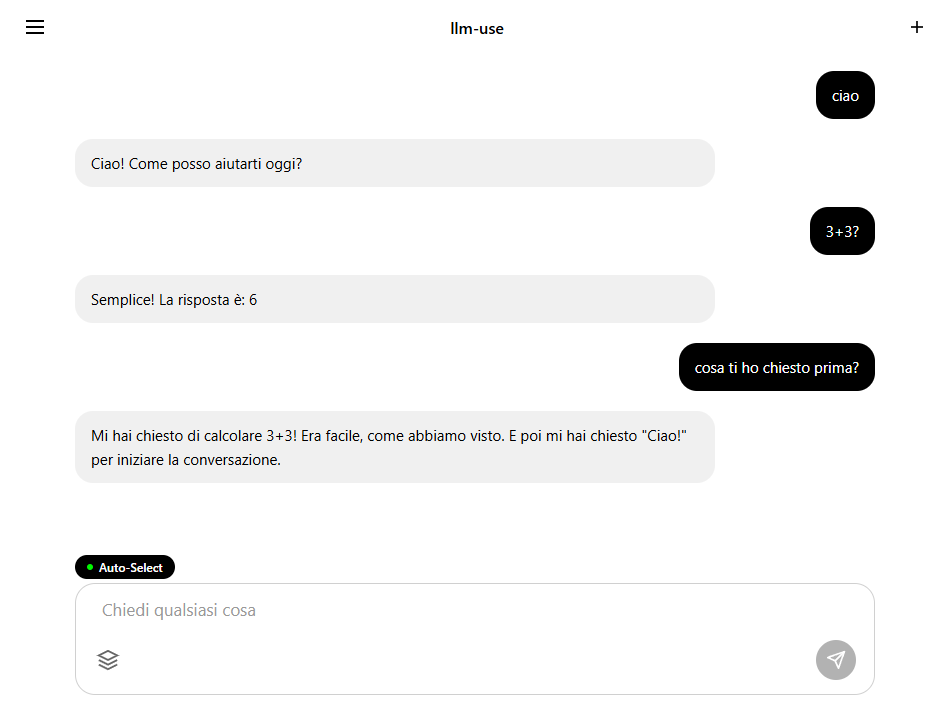 llm-use
ciao
Ciao! Come posso aiutarti oggi?
3+3?
Semplice! La risposta è: 6
cosa ti ho chiesto prima?
Mi hai chiesto di calcolare 3+3! Era facile, come abbiamo visto. E poi mi hai chiesto "Ciao!"
per iniziare la conversazione.
Auto-Select
Chiedi qualsiasi cosa